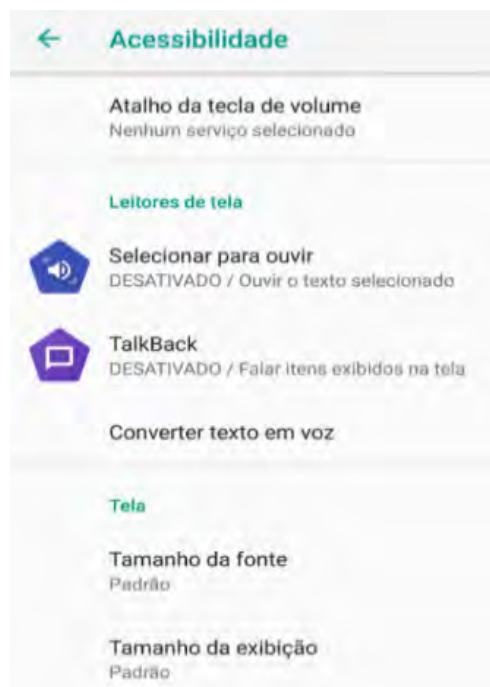 Acessibilidade
Atalho da tecla de volume
Nenhum serviço selecionado
Leitores de tela
Selecionar para ouvir
DESATIVADO / Ouvir o texto selecionado
TalkBack
DESATIVADO / Falar itens exibidos na tela
Converter texto em voz
Tela
Tamanho da fonte
Padrão
Tamanho da exibição
Padrão